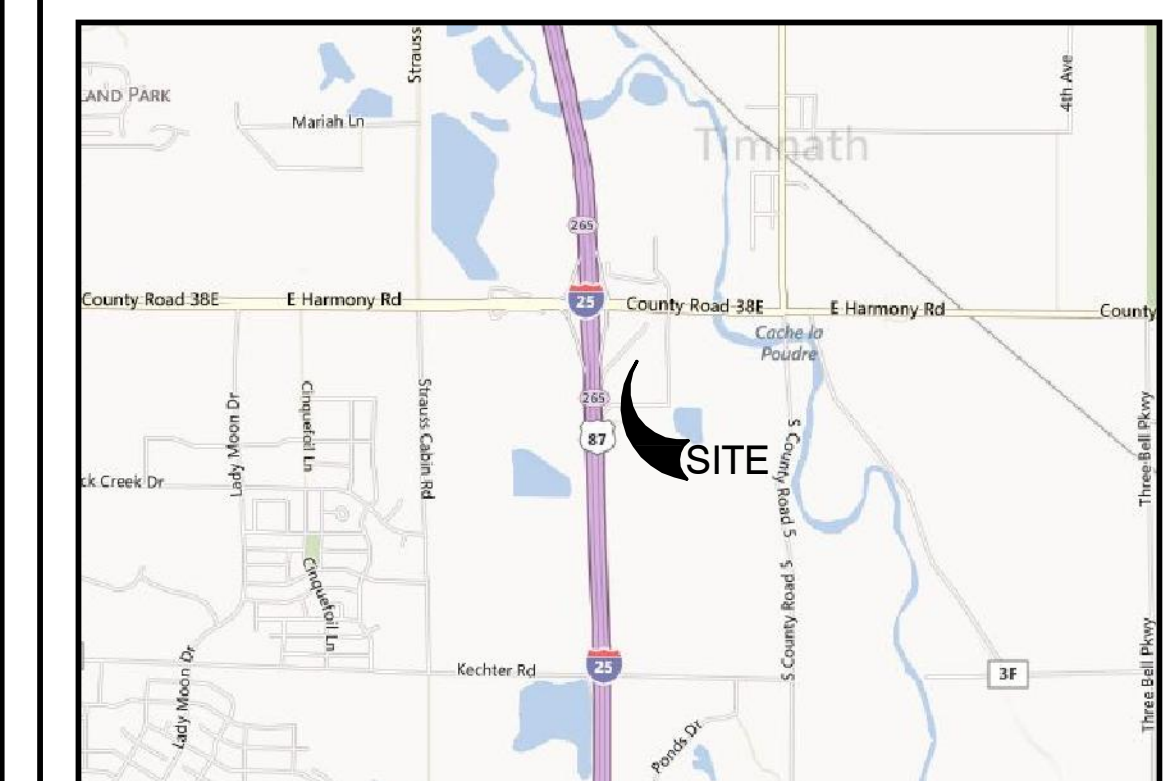 Strauss
4th Ave
LAND PARK
Mariah Ln
Timnath
265
County Road 38E
E Harmony Rd
25
County Road 38E
E Harmony Rd
County
Cache la
Poudre
265
87
SITE
Lady Moon Dr
Cinquefoil Ln
Strauss Cabin Rd
S County Road 5
Three Bell Pkwy
ck Creek Dr
Cinquefoil Ln
S County Road 5
Kechter Rd
25
3F
Lady Moon Dr
Ponds Dr
Three Bell Pkwy